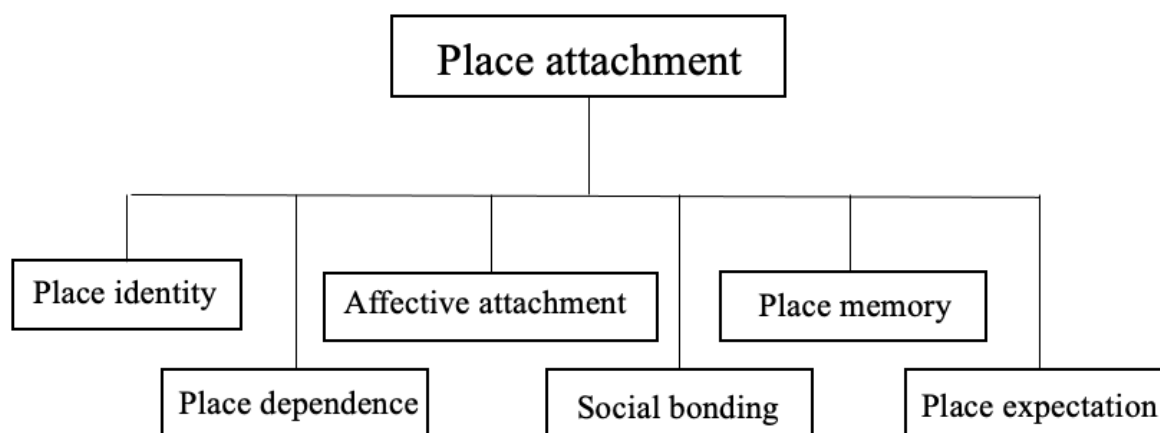 Place attachment
Place identity
Affective attachment
Place memory
Place dependence
Social bonding
Place expectation